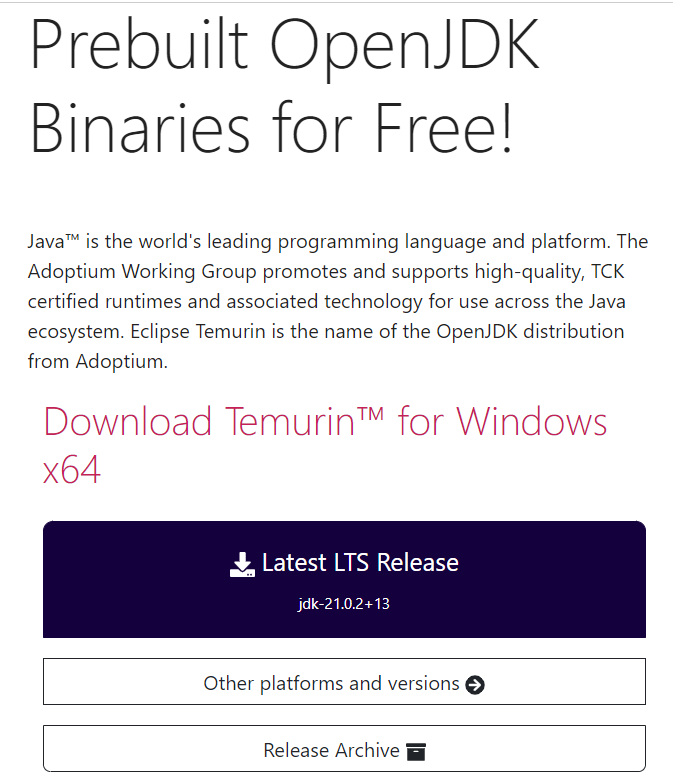 Prebuilt OpenJDK
Binaries for Free!
Java™ is the world's leading programming language and platform. The
Adoptium Working Group promotes and supports high-quality, TCK
certified runtimes and associated technology for use across the Java
ecosystem. Eclipse Temurin is the name of the OpenJDK distribution
from Adoptium.
Download Temurin™ for Windows
x64
Latest LTS Release
jdk-21.0.2+13
Other platforms and versions
Release Archive